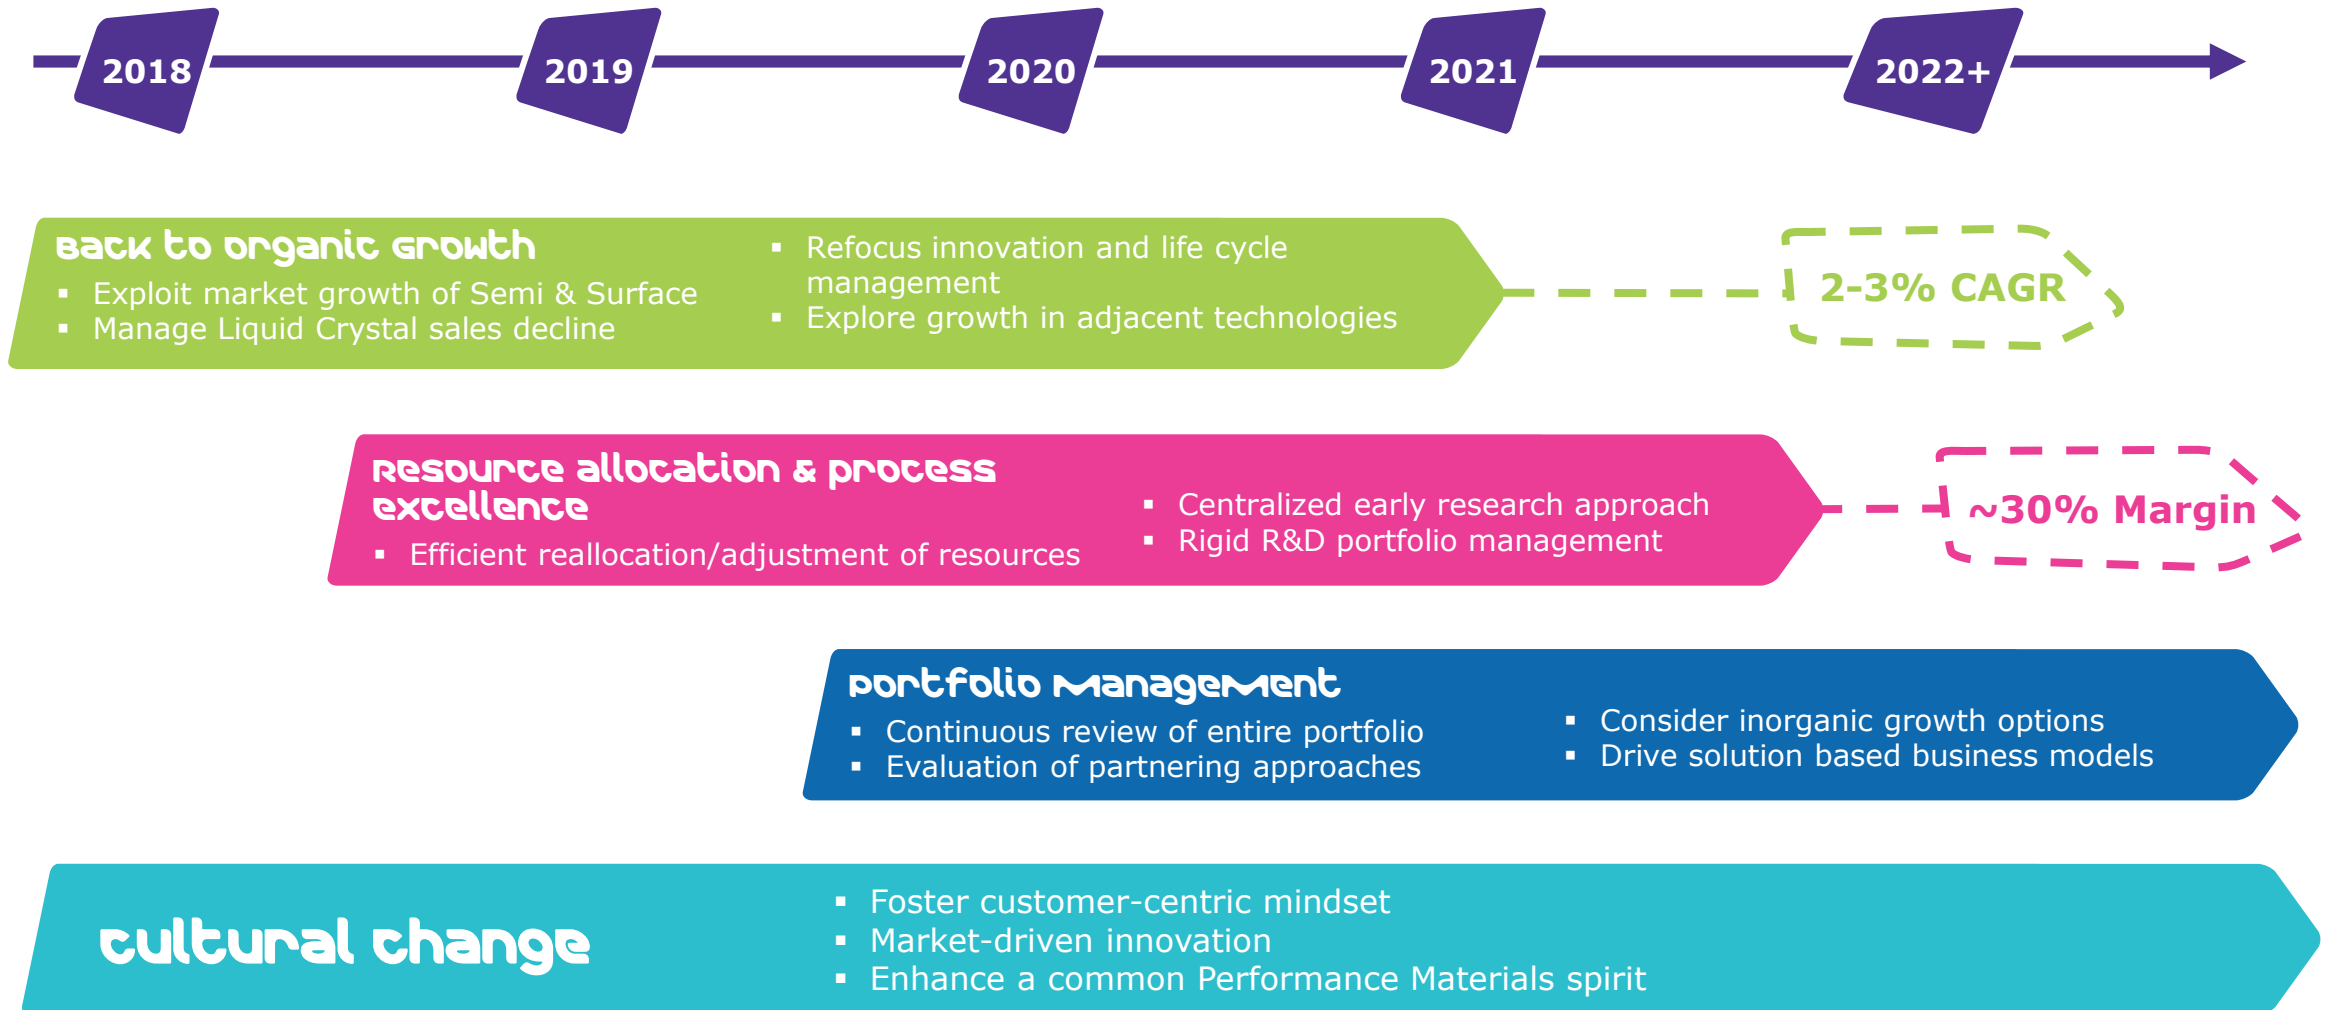 2018 2019 2020 2021 2022+
Back to organic Growth
▪ Exploit market growth of Semi & Surface
▪ Manage Liquid Crystal sales decline
▪ Refocus innovation and life cycle
management
▪ Explore growth in adjacent technologies
2-3% CAGR
Resource allocation & process
excellence
▪ Efficient reallocation/adjustment of resources
▪ Centralized early research approach
▪ Rigid R&D portfolio management
~30% Margin
Portfolio Management
▪ Continuous review of entire portfolio
▪ Evaluation of partnering approaches
▪ Consider inorganic growth options
▪ Drive solution based business models
Cultural change
▪ Foster customer-centric mindset
▪ Market-driven innovation
▪ Enhance a common Performance Materials spirit